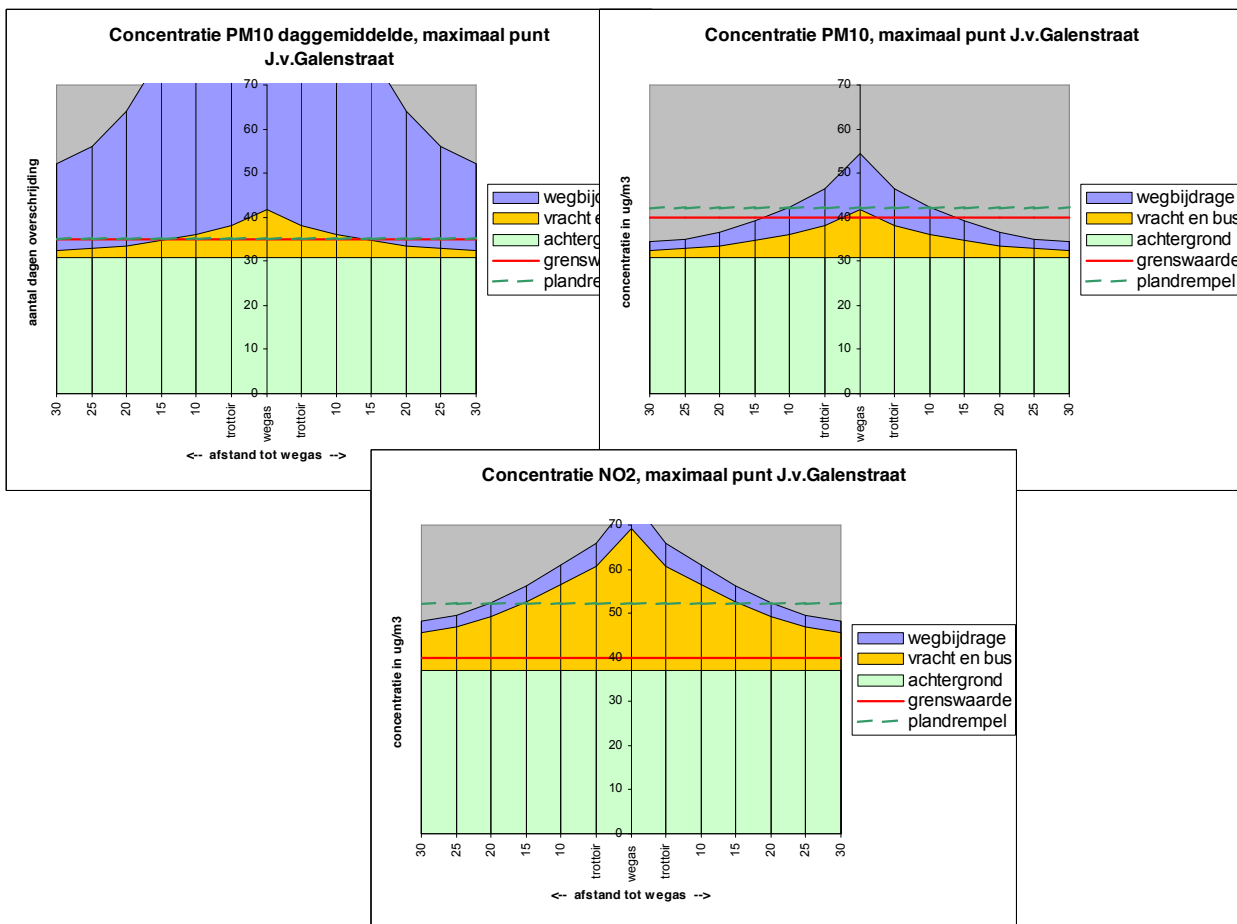 Concentratie PM10 daggemiddelde, maximaal punt
J.v.Galenstraat
70
60
50
40
30
20
10
0
aantal dagen overschrijding
30 25 20 15 10 trottoir wegas trottoir 10 15 20 25 30
<-- afstand tot wegas -->
wegbijdrage
vracht e
achtergrond
grensw
plandrempel
Concentratie PM10, maximaal punt J.v.Galenstraat
70
60
50
40
30
20
10
0
concentratie in ug/m3
30 25 20 15 10 trottoir wegas trottoir 10 15 20 25 30
wegbijdrage
vracht en bus
achtergrond
grenswaarde
plandrempel
Concentratie NO2, maximaal punt J.v.Galenstraat
70
60
50
40
30
20
10
0
concentratie in ug/m3
30 25 20 15 10 trottoir wegas trottoir 10 15 20 25 30
<-- afstand tot wegas -->
wegbijdrage
vracht en bus
achtergrond
grenswaarde
plandrempel